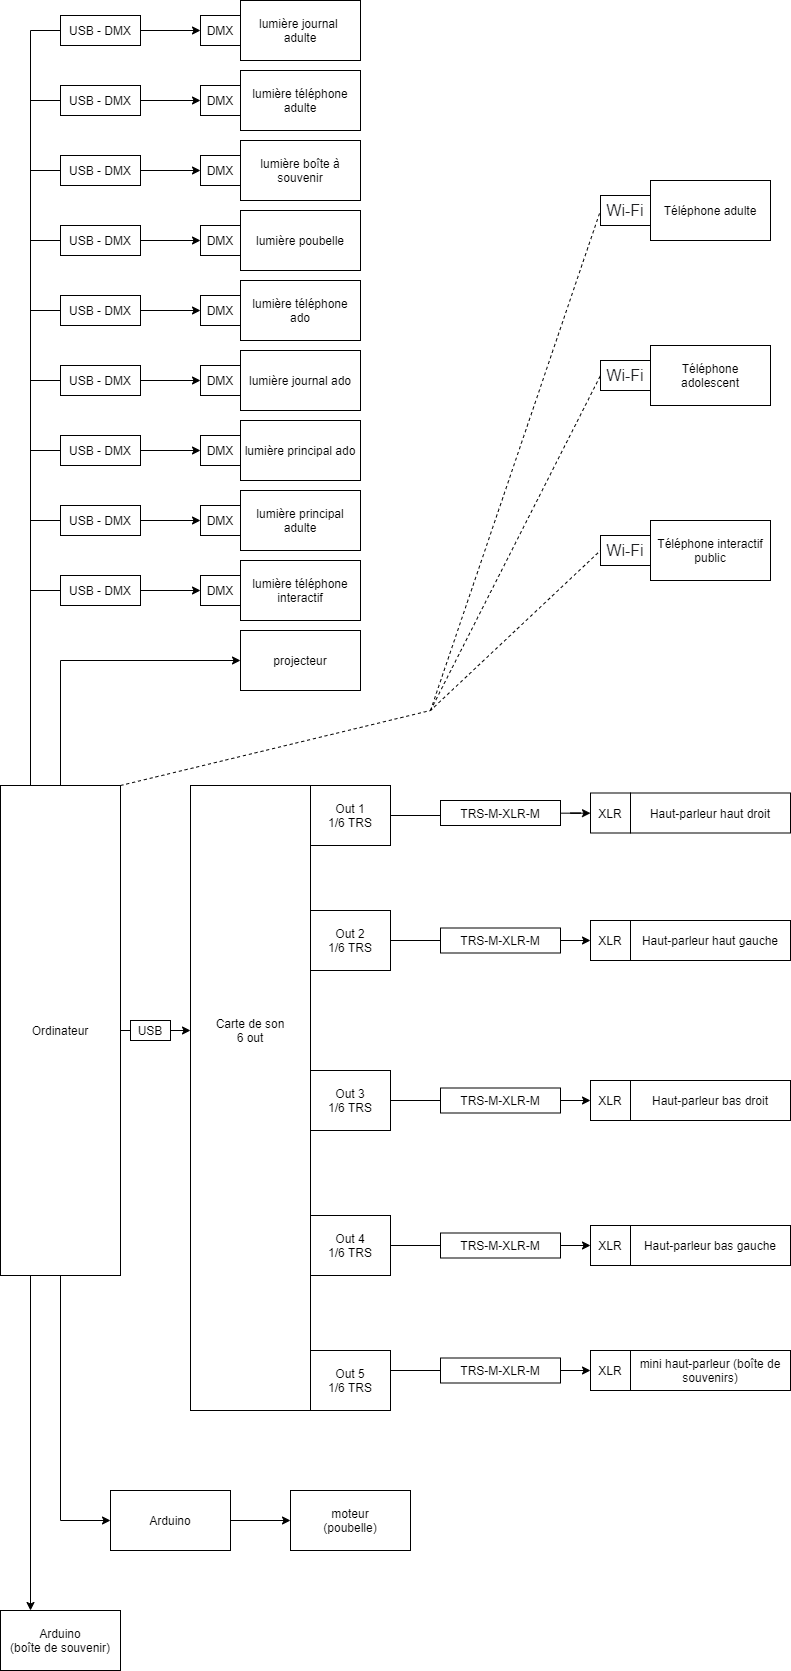 USB - DMX
DMX
lumière journal
adulte
USB - DMX
DMX
lumière téléphone
adulte
USB - DMX
DMX
lumière boîte à
souvenir
Wi-Fi
Téléphone adulte
USB - DMX
DMX
lumière poubelle
USB - DMX
DMX
lumière téléphone
ado
USB - DMX
DMX
lumière journal ado
Wi-Fi
Téléphone
adolescent
USB - DMX
DMX
lumière principal ado
USB - DMX
DMX
lumière principal
adulte
Wi-Fi
Téléphone interactif
public
USB - DMX
DMX
lumière téléphone
interactif
projecteur
Out 1
1/6 TRS
TRS-M-XLR-M
XLR
Haut-parleur haut droit
Out 2
1/6 TRS
TRS-M-XLR-M
XLR
Haut-parleur haut gauche
Ordinateur
USB
Carte de son
6 out
Out 3
1/6 TRS
TRS-M-XLR-M
XLR
Haut-parleur bas droit
Out 4
1/6 TRS
TRS-M-XLR-M
XLR
Haut-parleur bas gauche
Out 5
1/6 TRS
TRS-M-XLR-M
XLR
mini haut-parleur (boîte de
souvenirs)
Arduino
moteur
(poubelle)
Arduino
(boîte de souvenir)